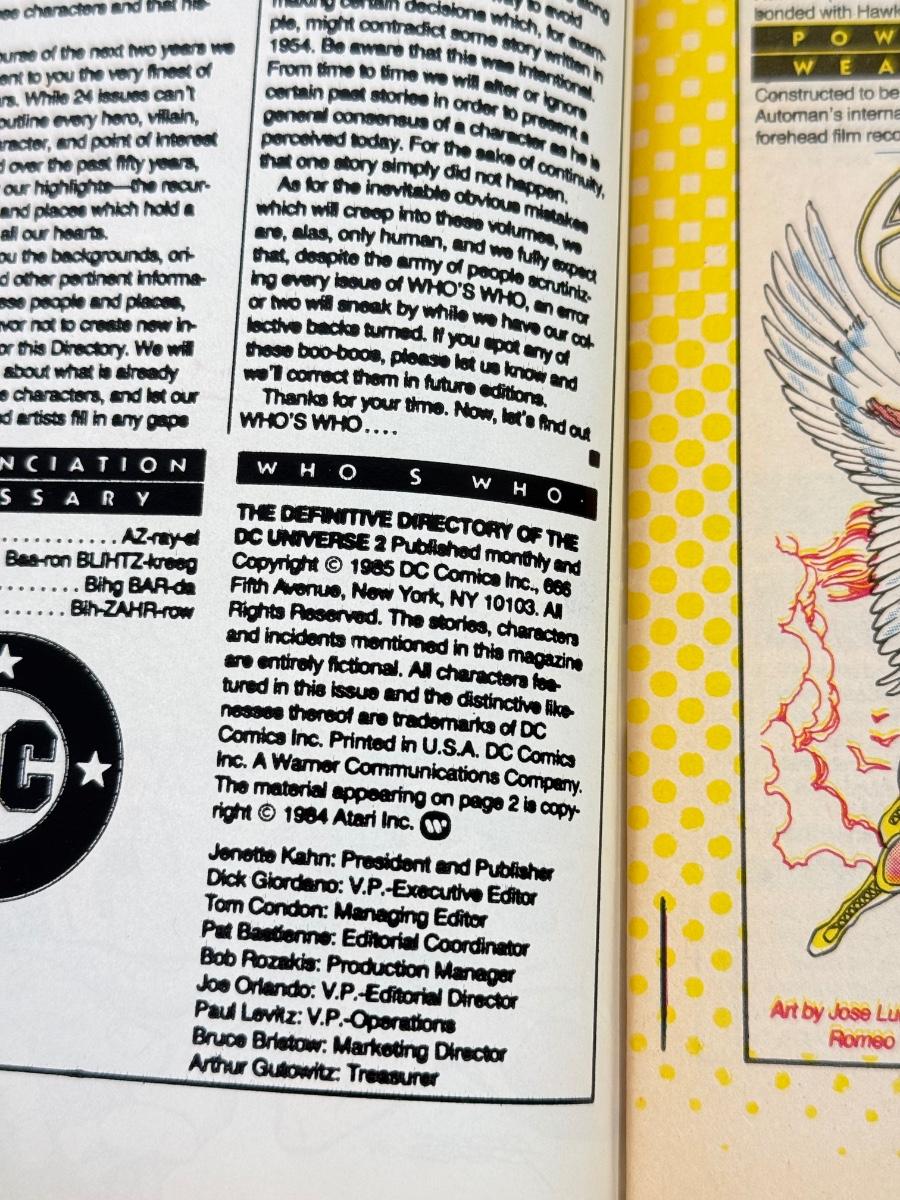 se characters and that his-
ourse of the next two years we
ent to you the very finest of
rs. While 24 issues can't
outline every hero, villain,
aracter, and point of interest
d over the past fifty years,
our highlights—the recur-
and places which hold a
all our hearts.
ou the backgrounds, ori-
d other pertinent informa-
ese people and places,
vor not to create new in-
or this Directory. We will
about what is already
e characters, and let our
d artists fill in any gaps
NCIATION
SSARY
............AZ-ray-el
Baa-ron BLIHTZ-kreeg
........Bihg BAR-da
......Bih-ZAHR-row
C
making certain decisions which, for exam-
ple, might contradict some story written in
1954. Be aware that this was intentional.
From time to time we will alter or ignore
certain past stories in order to present a
general consensus of a character as he is
perceived today. For the sake of continuity,
that one story simply did not happen.
As for the inevitable obvious mistakes
which will creep into these volumes, we
are, alas, only human, and we fully expect
that, despite the army of people scrutiniz-
ing every issue of WHO'S WHO, an error
or two will sneak by while we have our col-
lective backs turned. If you spot any of
these boo-boos, please let us know and
we'll correct them in future editions.
Thanks for your time. Now, let's find out
WHO'S WHO....
WHO S WHO
THE DEFINITIVE DIRECTORY OF THE
DC UNIVERSE 2 Published monthly and
Copyright © 1985 DC Comics Inc., 666
Fifth Avenue, New York, NY 10103. All
Rights Reserved. The stories, characters
and incidents mentioned in this magazine
are entirely fictional. All characters fea-
tured in this issue and the distinctive like-
nesses thereof are trademarks of DC
Comics Inc. Printed in U.S.A. DC Comics
Inc. A Warner Communications Company.
The material appearing on page 2 is copy-
right © 1984 Atari Inc.
Jenette Kahn: President and Publisher
Dick Giordano: V.P.-Executive Editor
Tom Condon: Managing Editor
Pat Bastienne: Editorial Coordinator
Bob Rozakis: Production Manager
Joe Orlando: V.P.-Editorial Director
Paul Levitz: V.P.-Operations
Bruce Bristow: Marketing Director
Arthur Gutowitz: Treasurer
bonded with Hawk
POW
WEA
Constructed to be
Automan's interna
forehead film reco
Art by Jose Lu
Romeo